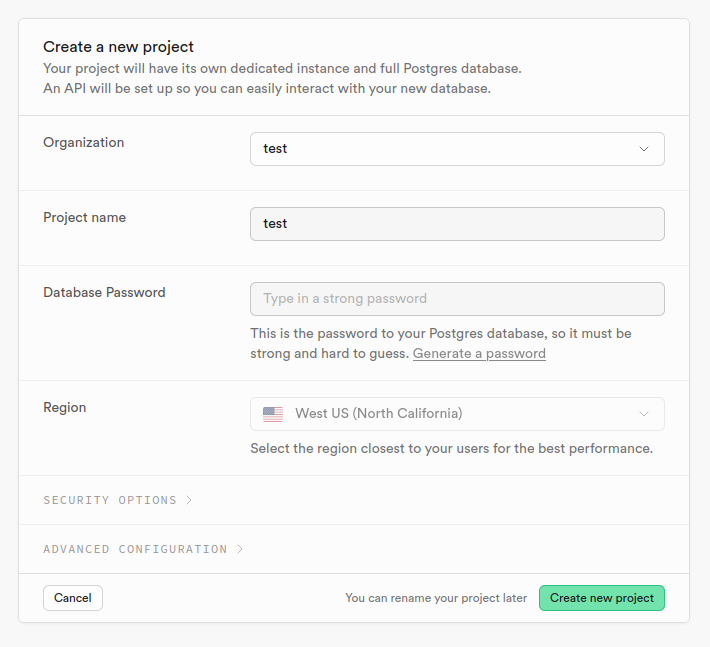 Create a new project
Your project will have its own dedicated instance and full Postgres database.
An API will be set up so you can easily interact with your new database.
Organization
test
Project name
test
Database Password
Type in a strong password
This is the password to your Postgres database, so it must be
strong and hard to guess. Generate a password
Region
West US (North California)
Select the region closest to your users for the best performance.
SECURITY OPTIONS
ADVANCED CONFIGURATION
Cancel
You can rename your project later
Create new project